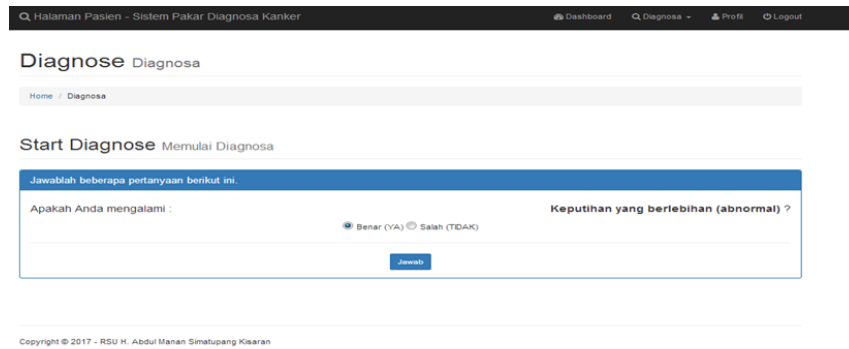 Halaman Pasien - Sistem Pakar Diagnosa Kanker Dashboard Diagnosa Profil Logout
Diagnose Diagnosa
Home / Diagnosa
Start Diagnose Memulai Diagnosa
Jawablah beberapa pertanyaan berikut ini.
Apakah Anda mengalami : Keputihan yang berlebihan (abnormal) ?
Benar (YA) Salah (TIDAK)
Jawab
Copyright © 2017 - RSU H. Abdul Manan Simatupang Kisaran